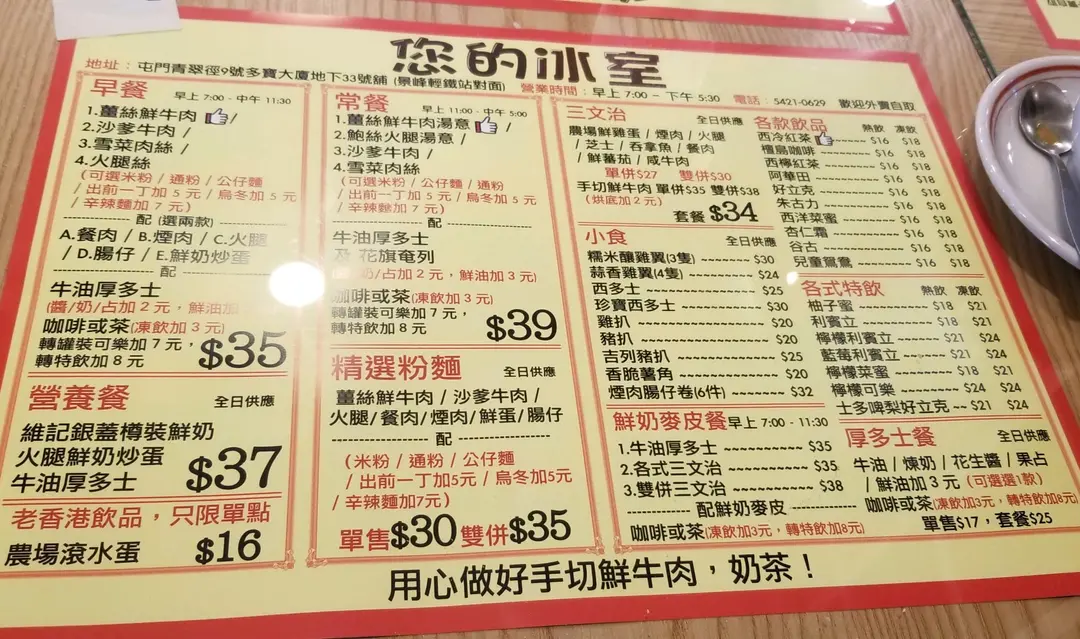 您的冰室
地址：屯門青翠徑9號多寶大廈地下33號舖 (景峰輕鐵站對面) 營業時間：早上 7:00 - 下午 5:30 電話：5421-0629 歡迎外賣自取
早餐 早上 7:00 - 中午 11:30
1.薑絲鮮牛肉 /
2.沙爹牛肉 /
3.雪菜肉絲 /
4.火腿絲
(可選米粉 / 通粉 / 公仔麵
/ 出前一丁加 5 元 / 烏冬加 5 元
/ 辛辣麵加 7 元)
配 (選兩款)
A.餐肉 / B.煙肉 / C.火腿
/ D.腸仔 / E.鮮奶炒蛋
配
牛油厚多士
(醬/奶/占加 2 元，鮮油加
咖啡或茶(凍飲加 3 元)
轉罐裝可樂加 7 元，
轉特飲加 8 元
$35
營養餐 全日供應
維記銀蓋樽裝鮮奶
火腿鮮奶炒蛋
牛油厚多士
$37
老香港飲品，只限單點
農場滾水蛋 $16
常餐 早上 11:00 - 中午 5:00
1.薑絲鮮牛肉湯意 /
2.鮑絲火腿湯意 /
3.沙爹牛肉 /
4.雪菜肉絲
(可選米粉 / 公仔麵 / 通粉
/ 出前一丁加 5 元 / 烏冬加 5 元
/ 辛辣麵加 7 元)
配
牛油厚多士
及 花旗奄列
奶/占加 2 元，鮮油加 3 元)
咖啡或茶(凍飲加 3 元)
轉罐裝可樂加 7 元，
轉特飲加 8 元
$39
精選粉麵 全日供應
薑絲鮮牛肉 / 沙爹牛肉 /
火腿/餐肉/煙肉/鮮蛋/腸仔
配
(米粉 / 通粉 / 公仔麵
/ 出前一丁加5元 / 烏冬加5元
/ 辛辣麵加7元)
單售$30 雙併$35
三文治 全日供應
農場鮮雞蛋 / 煙肉 / 火腿
/ 芝士 / 吞拿魚 / 餐肉
/ 鮮蕃茄 / 咸牛肉
單併$27 雙併$30
手切鮮牛肉 單併$35 雙併$38
(烘底加 2 元)
套餐 $34
小食 全日供應
糯米釀雞翼(3隻) $30
蒜香雞翼(4隻) $24
西多士 $25
珍寶西多士 $30
雞扒 $20
豬扒 $20
吉列豬扒 $25
香脆薯角 $20
煙肉腸仔卷(6件) $32
鮮奶麥皮餐 早上 7:00 - 11:30
1.牛油厚多士 $35
2.各式三文治 $35
3.雙併三文治 $38
配鮮奶麥皮
咖啡或茶(凍飲加3元，轉特飲加8元)
各款飲品 熱飲 凍飲
西冷紅茶 $16 $18
檀島咖啡 $16 $18
西檸紅茶 $16 $18
阿華田 $16 $18
好立克 $16 $18
朱古力 $16 $18
西洋菜蜜 $16 $18
杏仁霜 $16 $18
谷古 $16 $18
兒童鴛鴦 $16 $18
各式特飲 熱飲 凍飲
柚子蜜 $18 $21
利賓立 $18 $21
檸檬利賓立 $21 $24
藍莓利賓立 $21 $24
檸檬菜蜜 $18 $21
檸檬可樂 $24 $24
士多啤梨好立克 $21 $24
厚多士餐 全日供應
牛油 / 煉奶 / 花生醬 / 果占
/ 鮮油加 3 元 (可選選1款)
咖啡或茶(凍飲加3元，轉特飲加8元)
單售$17，套餐$25
用心做好手切鮮牛肉，奶茶！